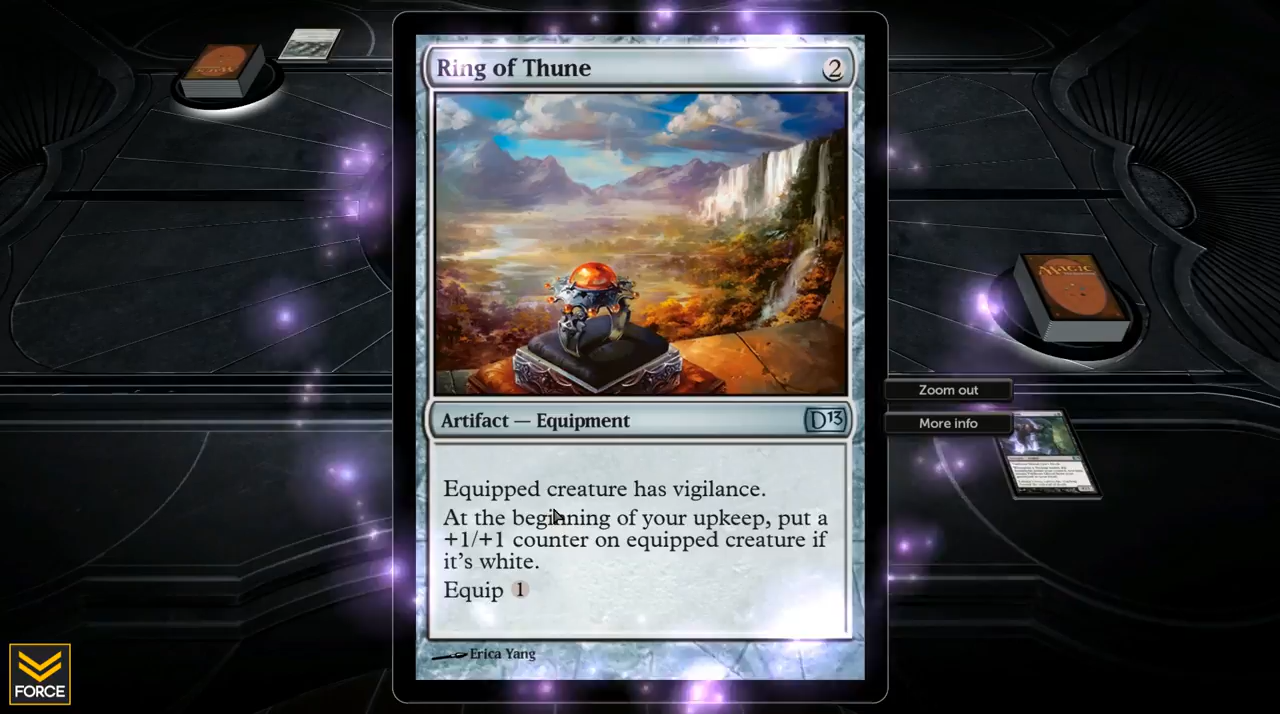 Ring of Thune
2
Artifact — Equipment
D13
Equipped creature has vigilance.
At the beginning of your upkeep, put a
+1/+1 counter on equipped creature if
it's white.
Equip 1
Erica Yang
MAGIC
Zoom out
More info
FORCE